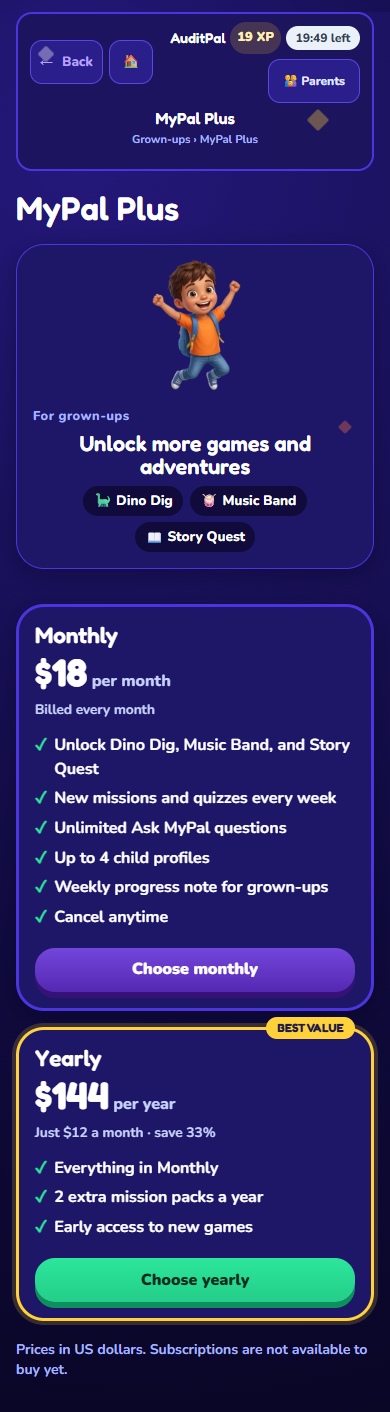 ← Back
AuditPal 19 XP 19:49 left
Parents
MyPal Plus
Grown-ups › MyPal Plus
MyPal Plus
For grown-ups
Unlock more games and
adventures
Dino Dig
Music Band
Story Quest
Monthly
$18 per month
Billed every month
✓ Unlock Dino Dig, Music Band, and Story
Quest
✓ New missions and quizzes every week
✓ Unlimited Ask MyPal questions
✓ Up to 4 child profiles
✓ Weekly progress note for grown-ups
✓ Cancel anytime
Choose monthly
BEST VALUE
Yearly
$144 per year
Just $12 a month · save 33%
✓ Everything in Monthly
✓ 2 extra mission packs a year
✓ Early access to new games
Choose yearly
Prices in US dollars. Subscriptions are not available to
buy yet.